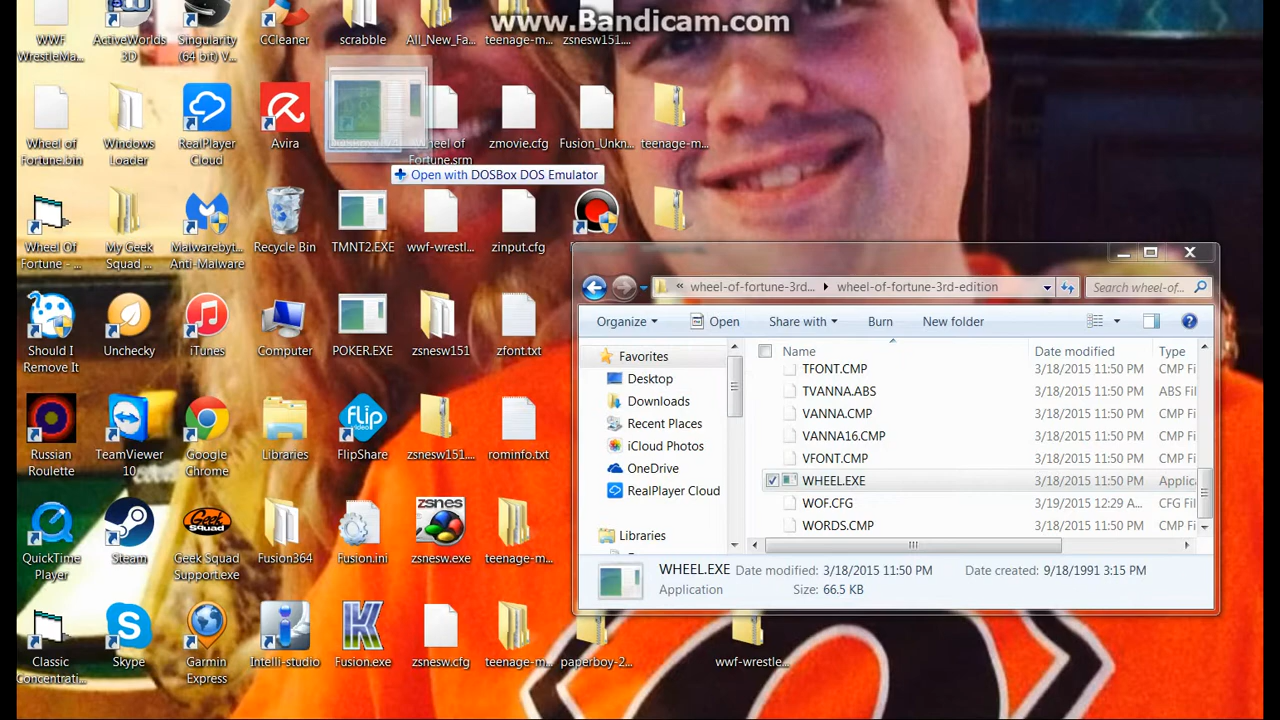 www.Bandicam.com
WWF
WrestleMa...
ActiveWorlds
3D
Singularity
(64 bit) V...
CCleaner
scrabble
All_New_Fa...
teenage-m...
zsnesw151....
Wheel of
Fortune.bin
Windows
Loader
RealPlayer
Cloud
Avira
Wheel of
Fortune.srm
zmovie.cfg
Fusion_Unkn...
teenage-m...
Open with DOSBox DOS Emulator
Wheel Of
Fortune - ...
My Geek
Squad ...
Malwarebyt...
Anti-Malware
Recycle Bin
TMNT2.EXE
wwf-wrestl...
zinput.cfg
Should I
Remove It
Unchecky
iTunes
Computer
POKER.EXE
zsnesw151
zfont.txt
Russian
Roulette
TeamViewer
10
Google
Chrome
Libraries
flip
video
FlipShare
zsnesw151....
rominfo.txt
QuickTime
Player
Steam
Geek
Squad
Geek Squad
Support.exe
Fusion364
Fusion.ini
zsnes
zsnesw.exe
teenage-m...
Classic
Concentrati...
Skype
Garmin
Express
Intelli-studio
K
Fusion.exe
zsnesw.cfg
teenage-m...
paperboy-2...
wwf-wrestle...
« wheel-of-fortune-3rd... wheel-of-fortune-3rd-edition
Search wheel-of...
Organize Open Share with Burn New folder
Favorites
Desktop
Downloads
Recent Places
iCloud Photos
OneDrive
RealPlayer Cloud
Libraries
Name Date modified Type
TFONT.CMP 3/18/2015 11:50 PM CMP Fi
TVANNA.ABS 3/18/2015 11:50 PM ABS Fil
VANNA.CMP 3/18/2015 11:50 PM CMP Fi
VANNA16.CMP 3/18/2015 11:50 PM CMP Fi
VFONT.CMP 3/18/2015 11:50 PM CMP Fi
WHEEL.EXE 3/18/2015 11:50 PM Applic
WOF.CFG 3/19/2015 12:29 A... CFG Fi
WORDS.CMP 3/18/2015 11:50 PM CMP Fi
WHEEL.EXE Date modified: 3/18/2015 11:50 PM Date created: 9/18/1991 3:15 PM
Application Size: 66.5 KB